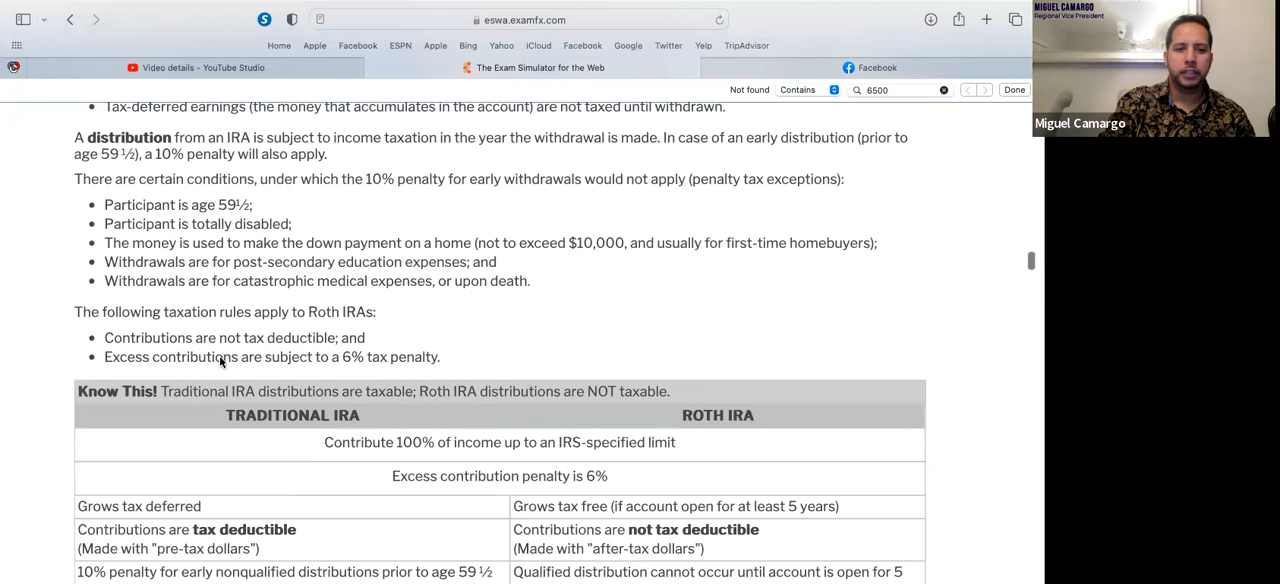 eswa.examfx.com
MIGUEL CAMARGO
Regional Vice President
Home Apple Facebook ESPN Apple Bing Yahoo iCloud Facebook Google Twitter Yelp TripAdvisor
Video details - YouTube Studio
The Exam Simulator for the Web
Facebook
Not found Contains 6500 Done
Miguel Camargo
• Tax-deferred earnings (the money that accumulates in the account) are not taxed until withdrawn.
A distribution from an IRA is subject to income taxation in the year the withdrawal is made. In case of an early distribution (prior to
age 59 ½), a 10% penalty will also apply.
There are certain conditions, under which the 10% penalty for early withdrawals would not apply (penalty tax exceptions):
• Participant is age 59½;
• Participant is totally disabled;
• The money is used to make the down payment on a home (not to exceed $10,000, and usually for first-time homebuyers);
• Withdrawals are for post-secondary education expenses; and
• Withdrawals are for catastrophic medical expenses, or upon death.
The following taxation rules apply to Roth IRAs:
• Contributions are not tax deductible; and
• Excess contributions are subject to a 6% tax penalty.
Know This! Traditional IRA distributions are taxable; Roth IRA distributions are NOT taxable.
TRADITIONAL IRA ROTH IRA
Contribute 100% of income up to an IRS-specified limit
Excess contribution penalty is 6%
Grows tax deferred
Grows tax free (if account open for at least 5 years)
Contributions are tax deductible
(Made with "pre-tax dollars")
Contributions are not tax deductible
(Made with "after-tax dollars")
10% penalty for early nonqualified distributions prior to age 59 ½
Qualified distribution cannot occur until account is open for 5